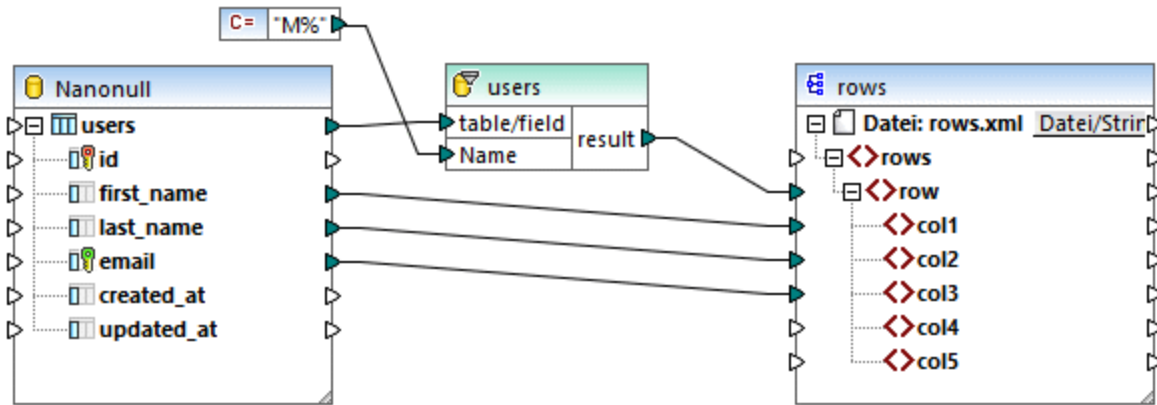 C= "M%"
Nanonull
users
id
first_name
last_name
email
created_at
updated_at
users
table/field
Name
result
rows
Datei: rows.xml Datei/Strin
rows
row
col1
col2
col3
col4
col5